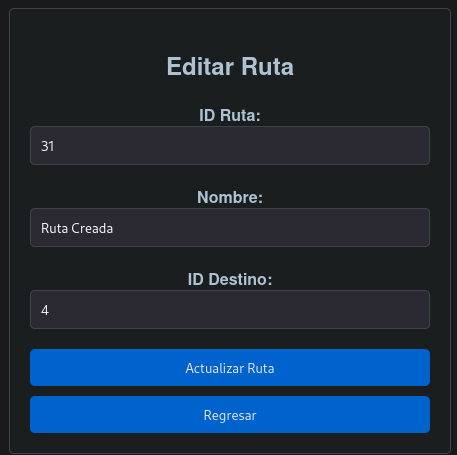 Editar Ruta
ID Ruta:
31
Nombre:
Ruta Creada
ID Destino:
4
Actualizar Ruta
Regresar